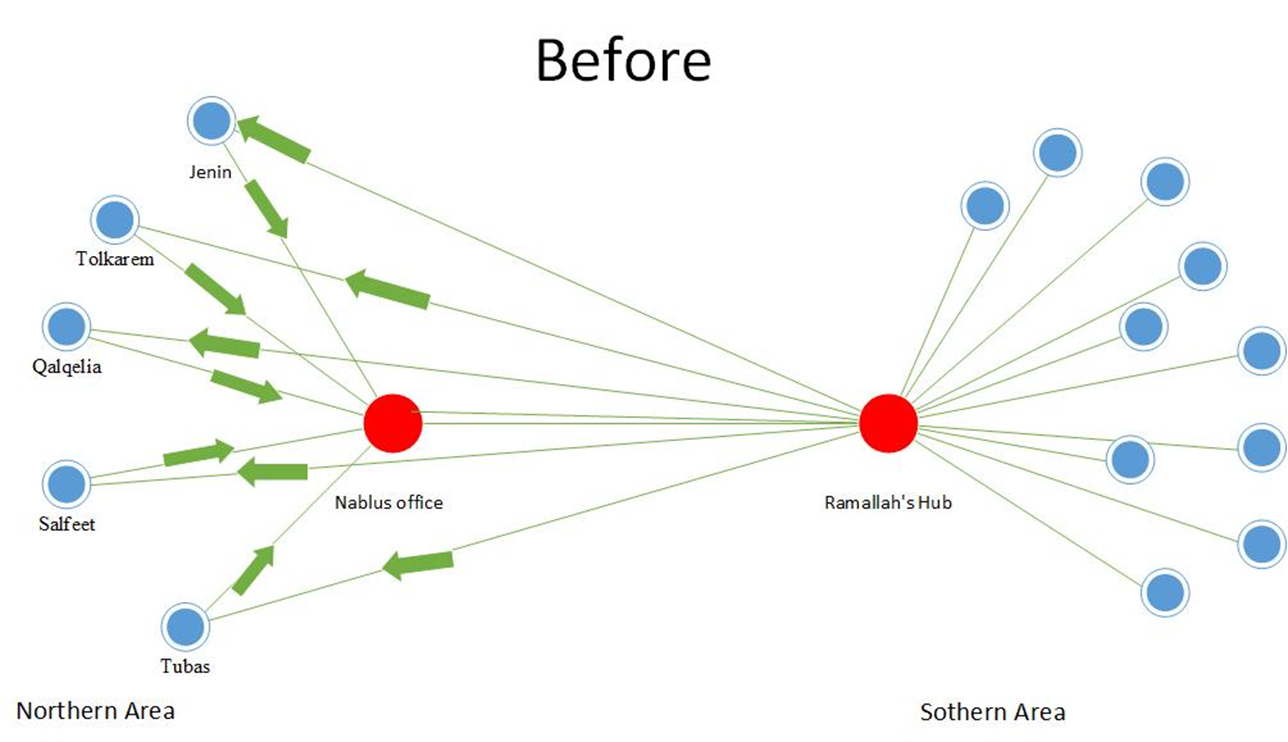 Before
Jenin
Tolkarem
Qalqelia
Salfeet
Nablus office
Ramallah's Hub
Tubas
Northern Area
Sothern Area